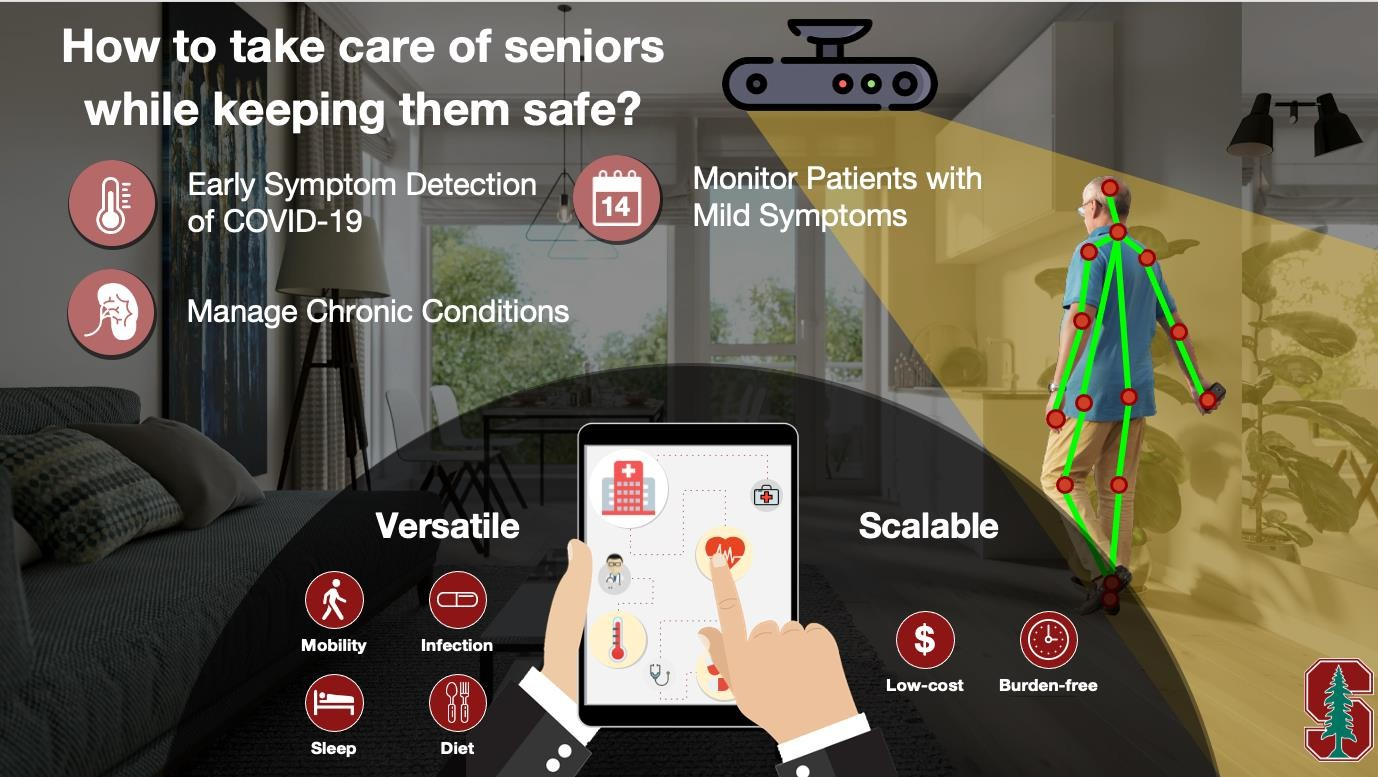 How to take care of seniors
while keeping them safe?
Early Symptom Detection
of COVID-19
14
Monitor Patients with
Mild Symptoms
Manage Chronic Conditions
Versatile
Scalable
Mobility
Infection
Sleep
Diet
$
Low-cost
Burden-free
S